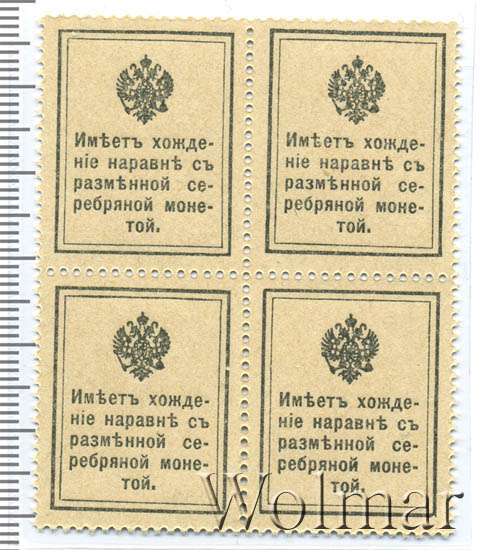 Имѣетъ хожде-
ніе наравнѣ съ
размѣнной се-
ребряной моне-
той.
Имѣетъ хожде-
ніе наравнѣ съ
размѣнной се-
ребряной моне-
той.
Имѣетъ хожде-
ніе наравнѣ съ
размѣнной се-
ребряной моне-
той.
Имѣетъ хожде-
ніе наравнѣ съ
размѣнной се-
ребряной моне-
той.
Wolmar